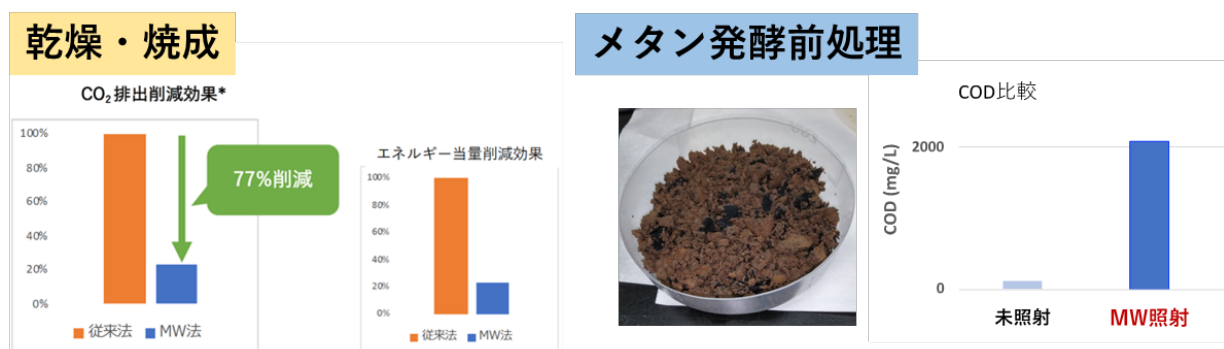 乾燥・焼成
CO₂排出削減効果*
100%
80%
60%
40%
20%
0%
77%削減
従来法 MW法
エネルギー当量削減効果
100%
80%
60%
40%
20%
0%
従来法 MW法
メタン発酵前処理
COD比較
COD (mg/L)
2000
0
未照射 MW照射